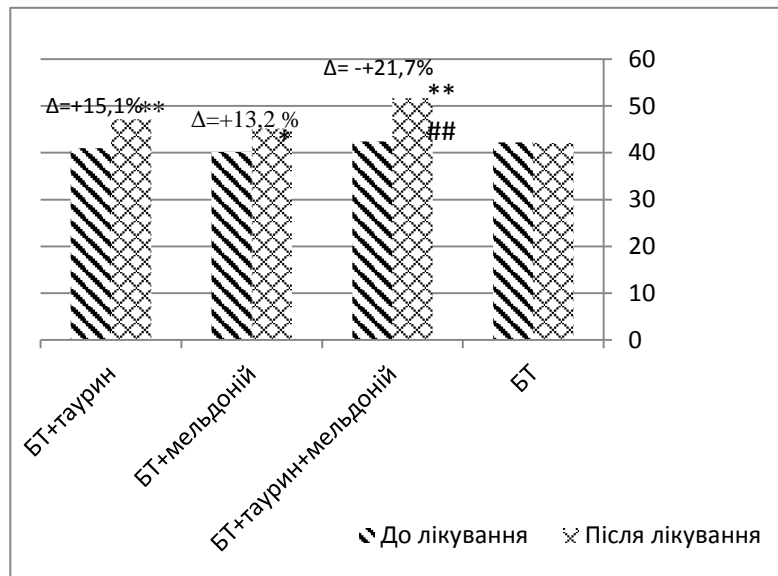 Δ= -+21,7%
**
Δ=+15,1%**
Δ=+13,2 %
*
##
60
50
40
30
20
10
0
БТ+таурин
БТ+мельдоній
БТ+таурин+мельдоній
БТ
До лікування
Після лікування